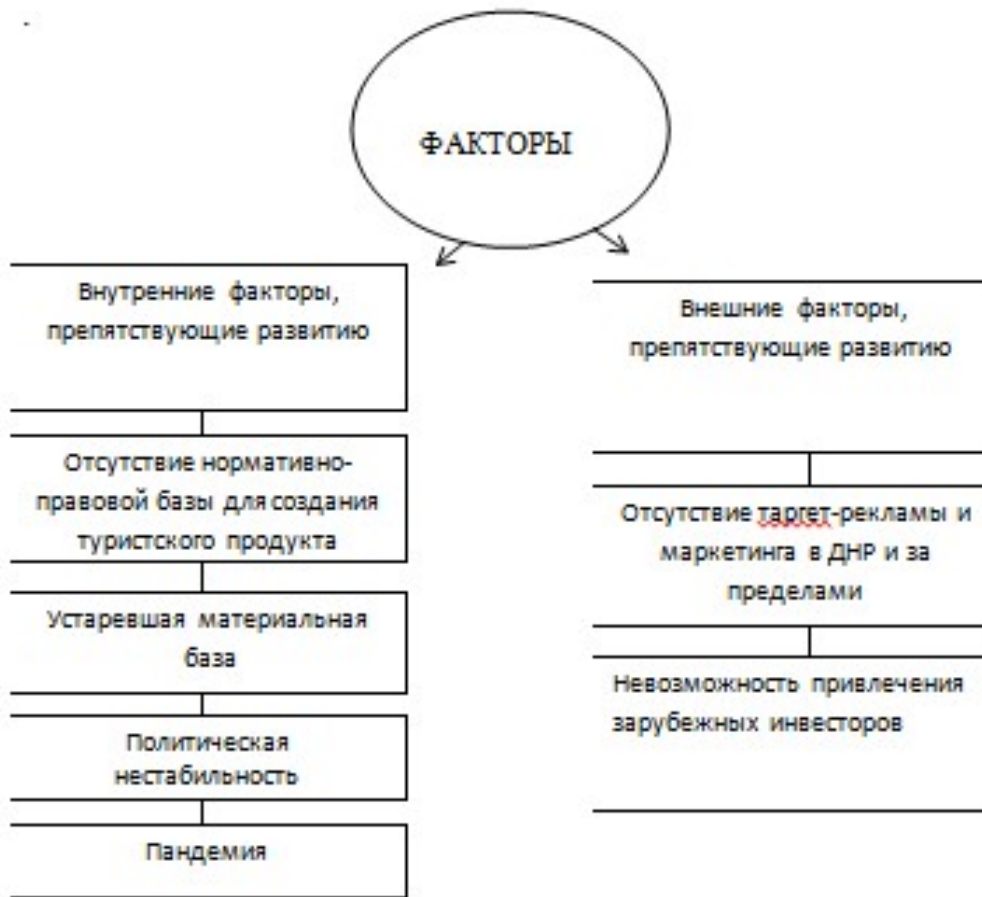 ФАКТОРЫ
Внутренние факторы,
препятствующие развитию
Отсутствие нормативно-
правовой базы для создания
туристского продукта
Устаревшая материальная
база
Политическая
нестабильность
Пандемия
Внешние факторы,
препятствующие развитию
Отсутствие таргет-рекламы и
маркетинга в ДНР и за
пределами
Невозможность привлечения
зарубежных инвесторов